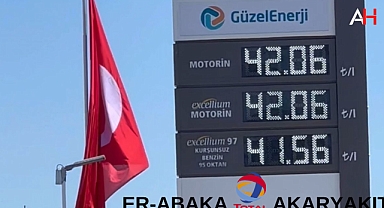 AH
GüzelEnerji
MOTORİN 42.06 ₺/l
excellium
MOTORİN 42.06 ₺/l
excellium 97
KURŞUNSUZ
BENZİN
95 OKTAN 41.56 ₺/l
ER-ABAKA TOTAL AKARYAKIT